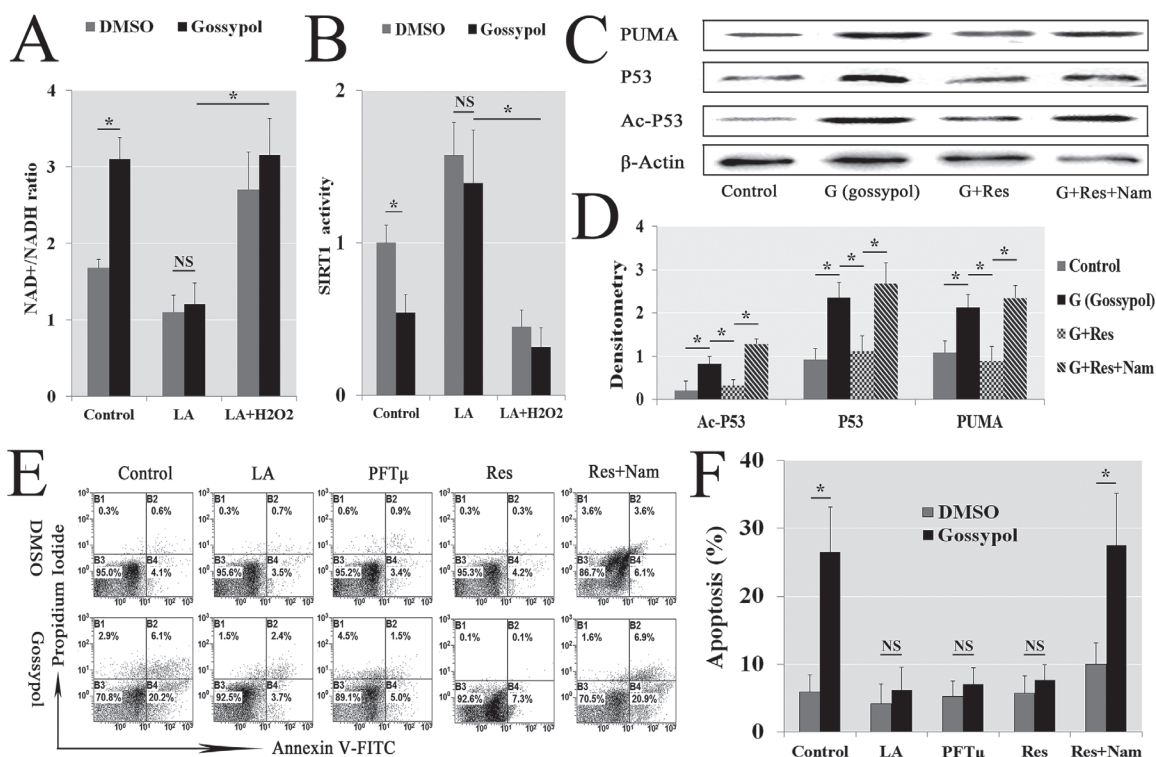 A
DMSO Gossypol
NAD+/NADH ratio
4
3
2
1
0
*
NS
*
Control LA LA+H2O2
B
DMSO Gossypol
SIRT1 activity
2
1
0
*
NS
*
Control LA LA+H2O2
C
PUMA
P53
Ac-P53
β-Actin
Control G (gossypol) G+Res G+Res+Nam
D
Densitometry
4
3
2
1
0
* * *
* * *
* * *
Ac-P53 P53 PUMA
Control
G (Gossypol)
G+Res
G+Res+Nam
E
Control LA PFTμ Res Res+Nam
DMSO
Gossypol
Propidium Iodide
Annexin V-FITC
B1 B2 B1 B2 B1 B2 B1 B2 B1 B2
0.3% 0.6% 0.3% 0.7% 0.6% 0.9% 0.3% 0.3% 3.6% 3.6%
B3 B4 B3 B4 B3 B4 B3 B4 B3 B4
95.0% 4.1% 95.6% 3.5% 95.2% 3.4% 95.3% 4.2% 86.7% 6.1%
B1 B2 B1 B2 B1 B2 B1 B2 B1 B2
2.9% 6.1% 1.5% 2.4% 4.5% 1.5% 0.1% 0.1% 1.6% 6.9%
B3 B4 B3 B4 B3 B4 B3 B4 B3 B4
70.8% 20.2% 92.5% 3.7% 89.1% 5.0% 92.6% 7.3% 70.5% 20.9%
F
Apoptosis (%)
40
30
20
10
0
*
NS
NS
NS
*
DMSO
Gossypol
Control LA PFTμ Res Res+Nam